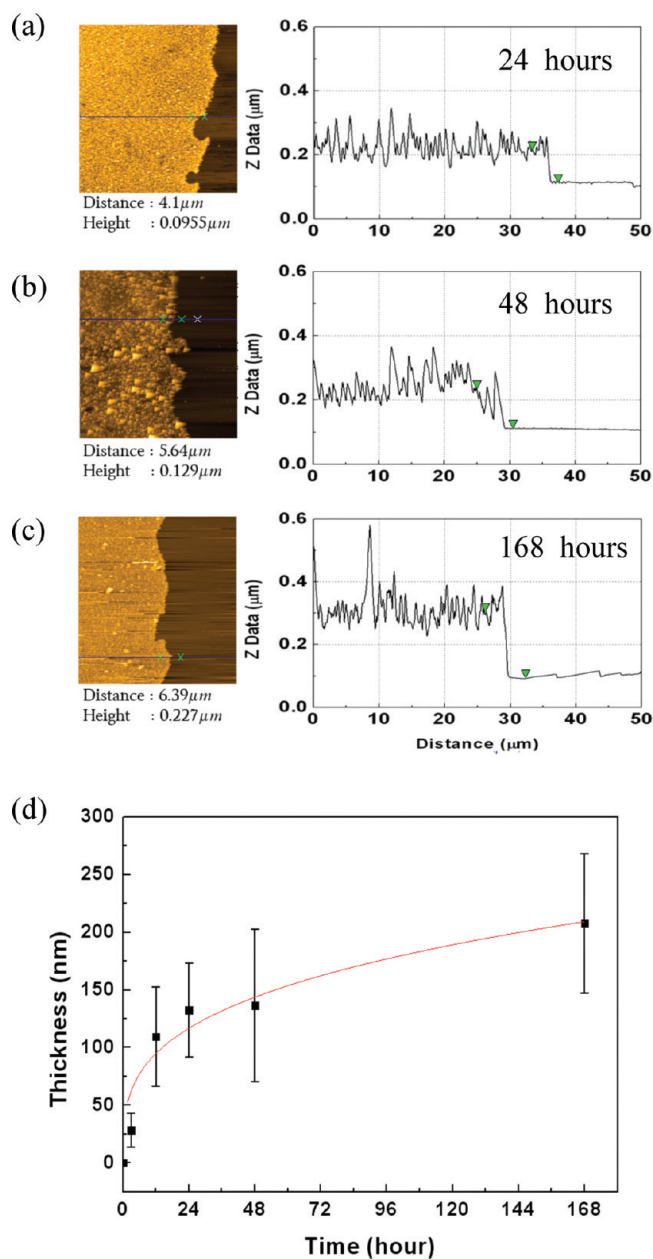 (a)
0.6
24 hours
0.4
Z Data (μm)
0.2
0.0
0 10 20 30 40 50
Distance : 4.1μm
Height : 0.0955μm
(b)
0.6
48 hours
0.4
Z Data (μm)
0.2
0.0
0 10 20 30 40 50
Distance : 5.64μm
Height : 0.129μm
(c)
0.6
168 hours
0.4
Z Data (μm)
0.2
0.0
0 10 20 30 40 50
Distance (μm)
Distance : 6.39μm
Height : 0.227μm
(d)
300
250
200
150
100
50
0
Thickness (nm)
0 24 48 72 96 120 144 168
Time (hour)